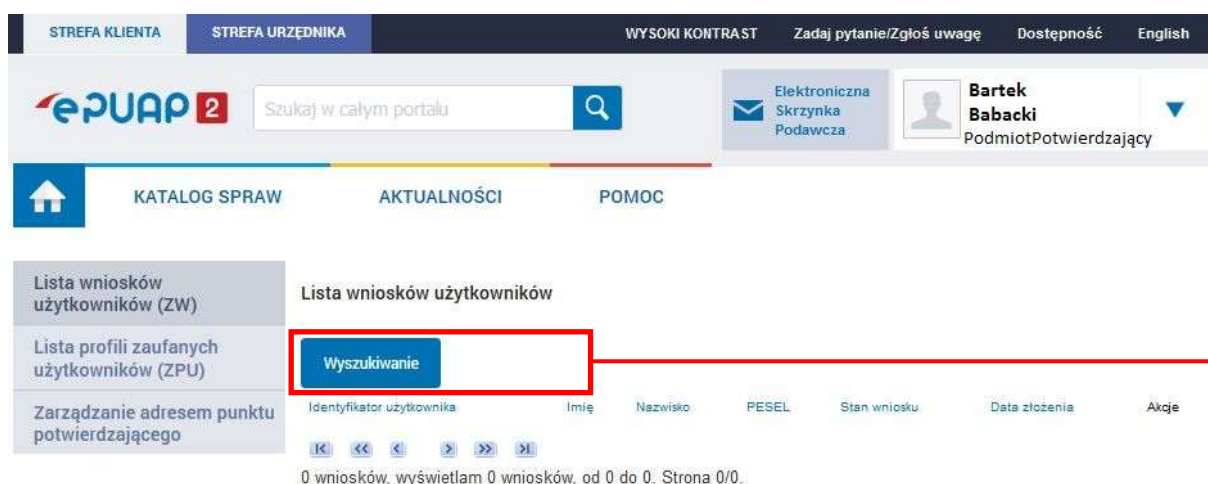 STREFA KLIENTA STREFA URZĘDNIKA WYSOKI KONTRAST Zadaj pytanie/Zgłoś uwagę Dostępność English
ePUAP 2 Szukaj w całym portalu
Elektroniczna
Skrzynka
Podawcza
Bartek
Babacki
PodmiotPotwierdzający
KATALOG SPRAW AKTUALNOŚCI POMOC
Lista wniosków
użytkowników (ZW)
Lista profili zaufanych
użytkowników (ZPU)
Zarządzanie adresem punktu
potwierdzającego
Lista wniosków użytkowników
Wyszukiwanie
Identyfikator użytkownika Imię Nazwisko PESEL Stan wniosku Data złożenia Akcje
0 wniosków, wyświetlam 0 wniosków, od 0 do 0. Strona 0/0.